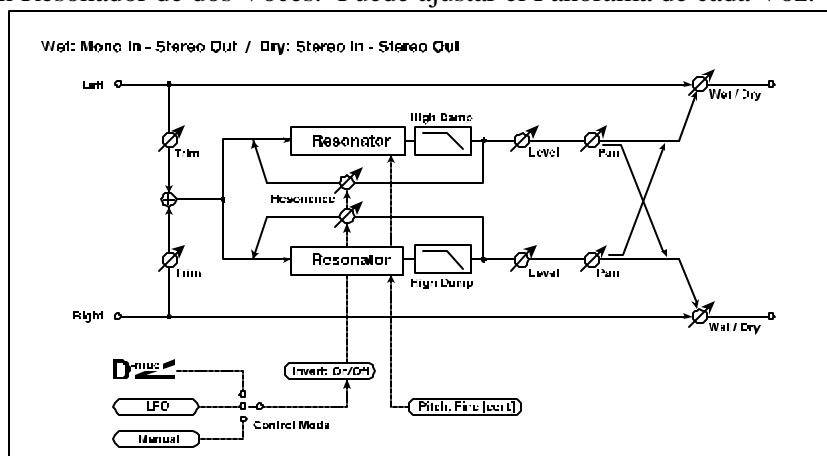 n Resonador de dos Voces. Puede ajustar el Panorama de cada Voz.
Wet: Mono In - Stereo Out / Dry: Stereo In - Stereo Out
Left
Wet / Dry
Trim
Resonator
High Damp
Level
Pan
Resonance
Trim
Resonator
High Damp
Level
Pan
Right
Wet / Dry
D-mod
Invert: On/Off
LFO
Pitch, Fine [cent]
Control Mode
Manual